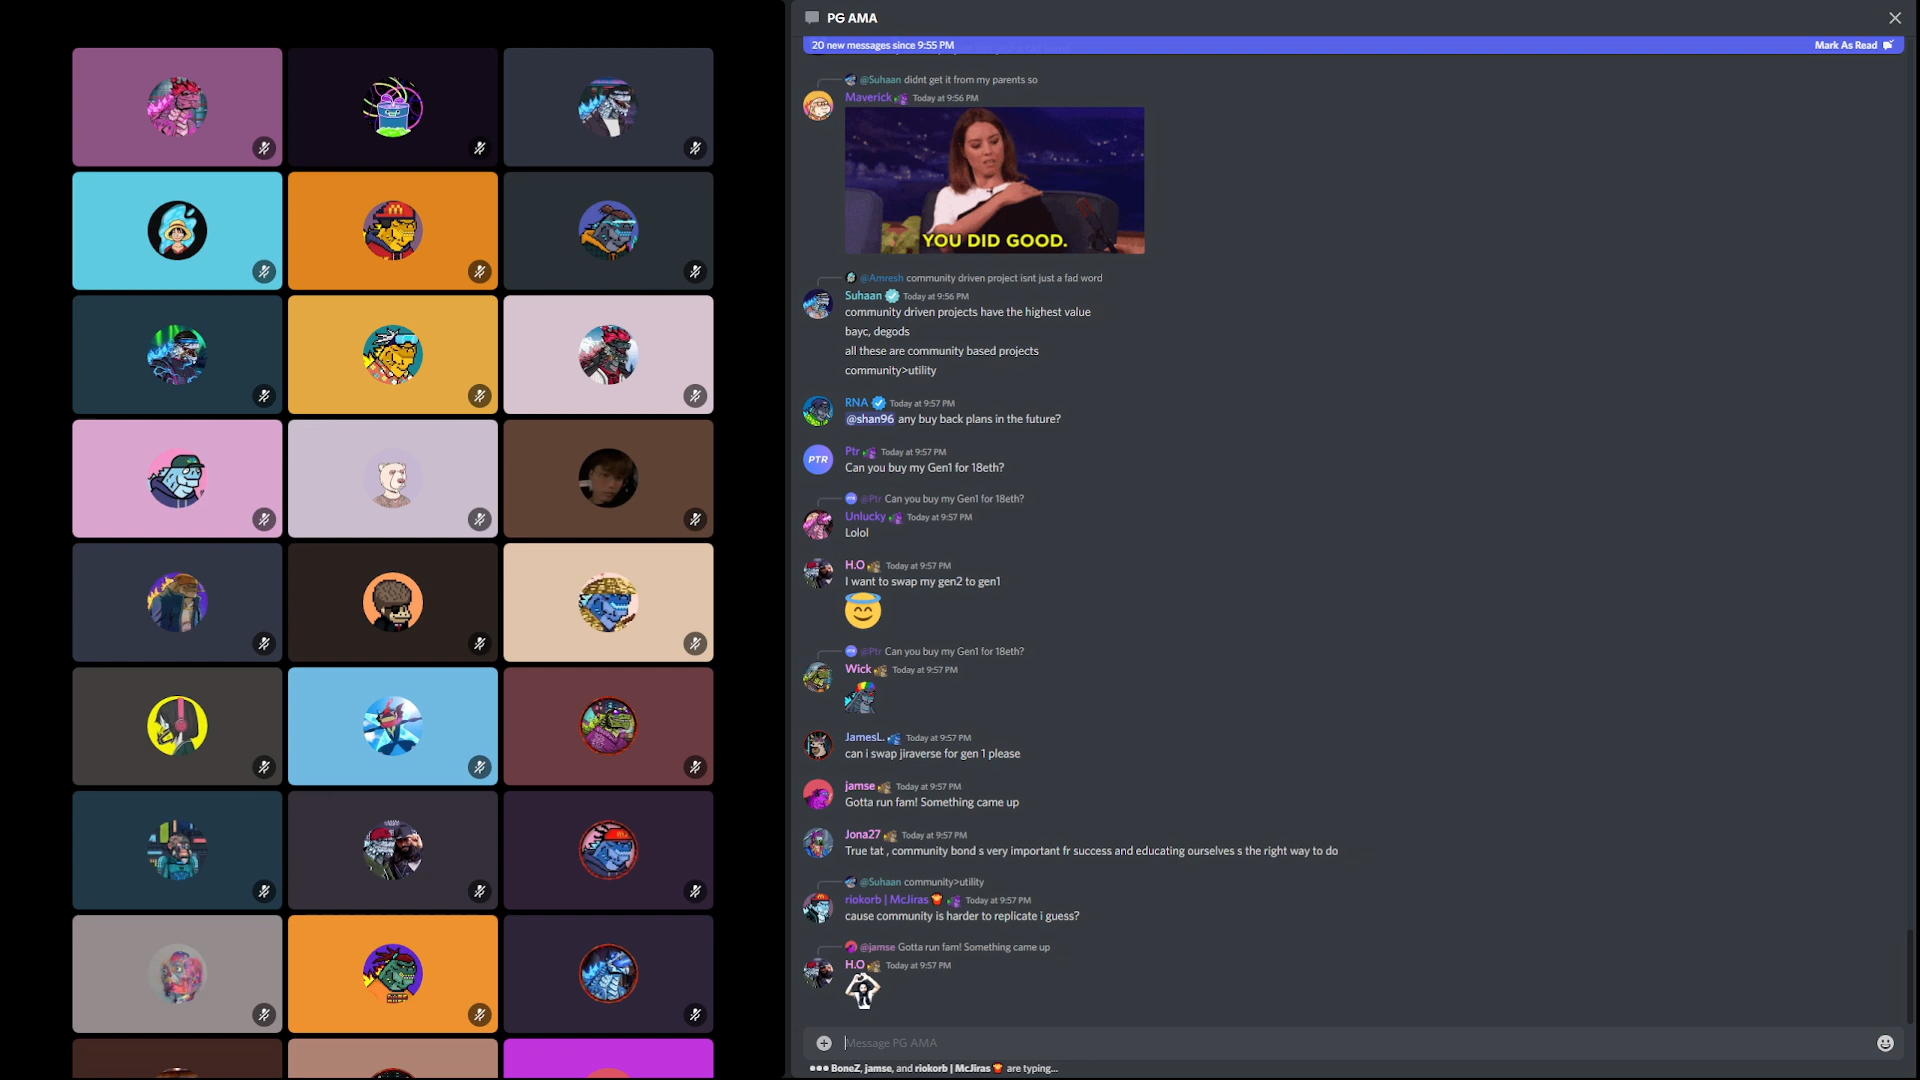 PG AMA
20 new messages since 9:55 PM
Mark As Read
@Suhaan didnt get it from my parents so
Maverick Today at 9:56 PM
YOU DID GOOD.
@Amresh community driven project isnt just a fad word
Suhaan Today at 9:56 PM
community driven projects have the highest value
bayc, degods
all these are community based projects
community>utility
RNA Today at 9:57 PM
@shan96 any buy back plans in the future?
PTR
Ptr Today at 9:57 PM
Can you buy my Gen1 for 18eth?
@Ptr Can you buy my Gen1 for 18eth?
Unlucky Today at 9:57 PM
Lolol
H.O Today at 9:57 PM
I want to swap my gen2 to gen1
@Ptr Can you buy my Gen1 for 18eth?
Wick Today at 9:57 PM
JamesL. Today at 9:57 PM
can i swap jiraverse for gen 1 please
jamse Today at 9:57 PM
Gotta run fam! Something came up
Jona27 Today at 9:57 PM
True tat , community bond s very important fr success and educating ourselves s the right way to do
@Suhaan community>utility
riokorb | McJiras Today at 9:57 PM
cause community is harder to replicate i guess?
@jamse Gotta run fam! Something came up
H.O Today at 9:57 PM
Message PG AMA
BoneZ, jamse, and riokorb | McJiras are typing...